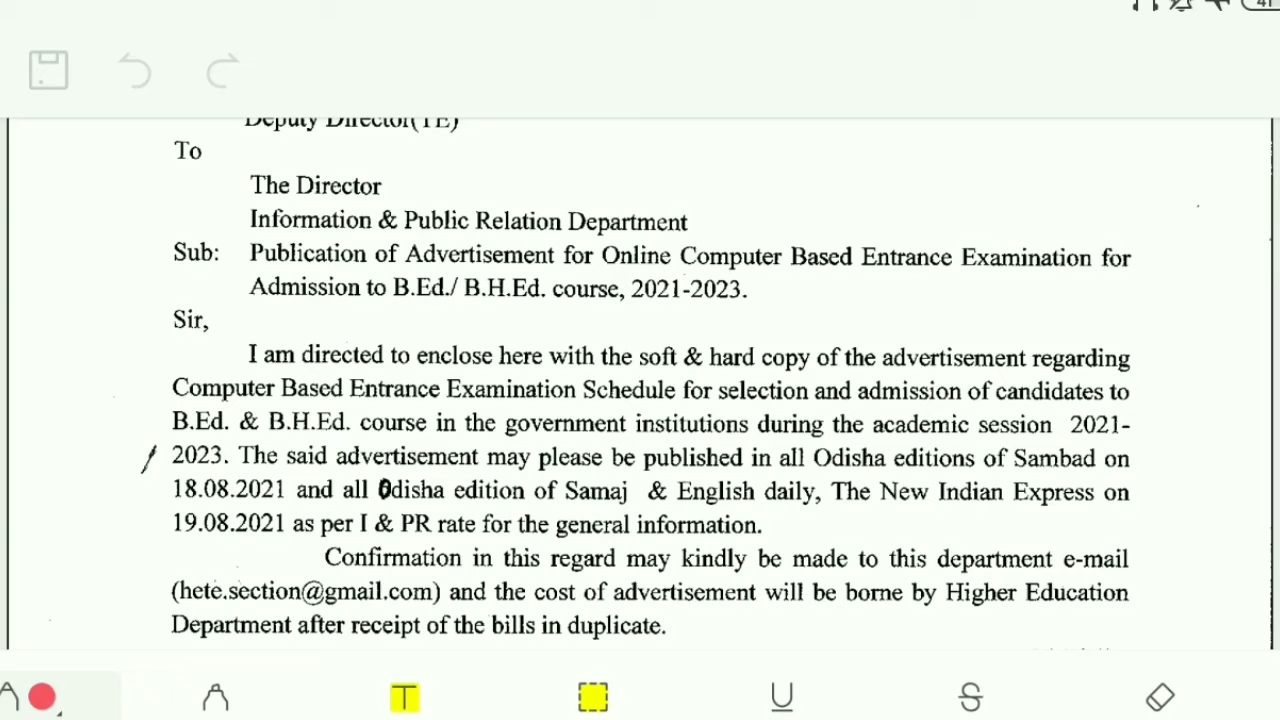 Deputy Director(TE)
To
The Director
Information & Public Relation Department
Sub: Publication of Advertisement for Online Computer Based Entrance Examination for
Admission to B.Ed./ B.H.Ed. course, 2021-2023.
Sir,
I am directed to enclose here with the soft & hard copy of the advertisement regarding
Computer Based Entrance Examination Schedule for selection and admission of candidates to
B.Ed. & B.H.Ed. course in the government institutions during the academic session 2021-
2023. The said advertisement may please be published in all Odisha editions of Sambad on
18.08.2021 and all Odisha edition of Samaj & English daily, The New Indian Express on
19.08.2021 as per I & PR rate for the general information.
Confirmation in this regard may kindly be made to this department e-mail
(hete.section@gmail.com) and the cost of advertisement will be borne by Higher Education
Department after receipt of the bills in duplicate.
T U S